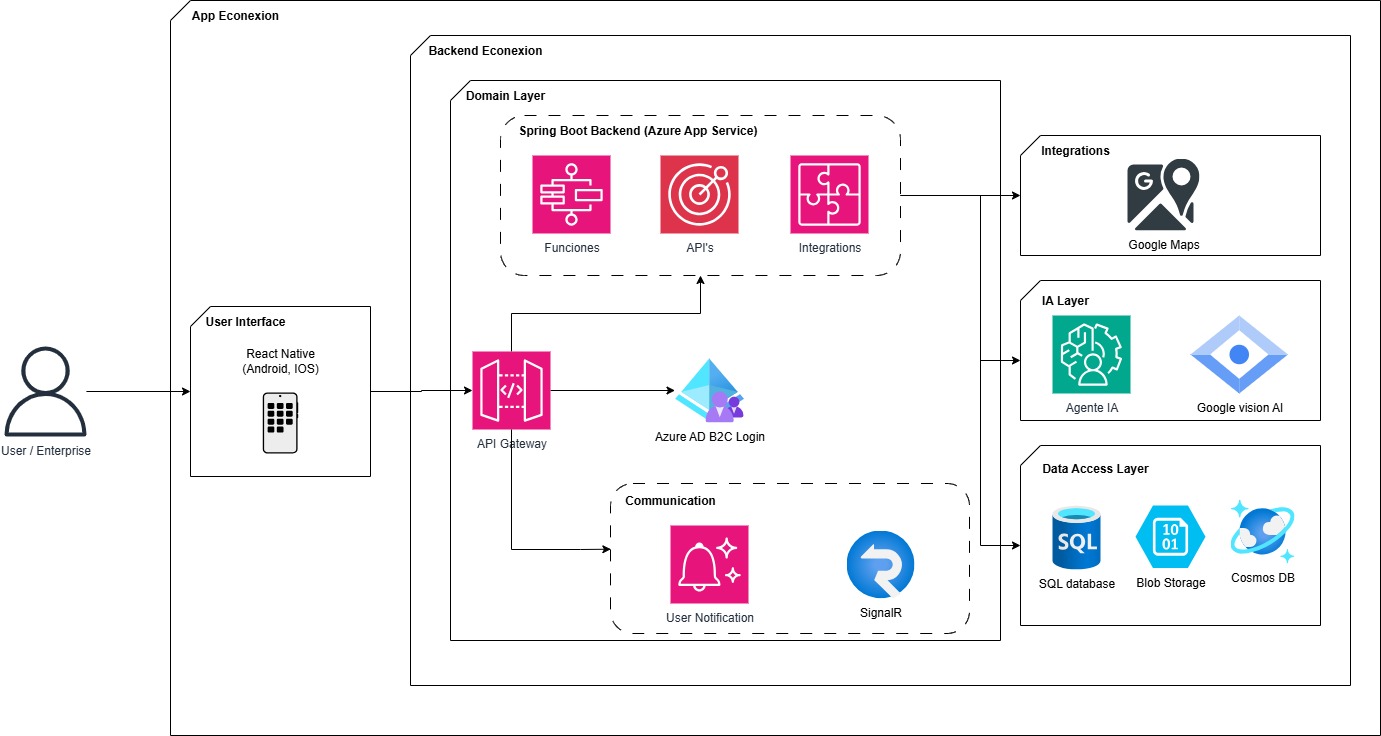 App Econexion
Backend Econexion
Domain Layer
Spring Boot Backend (Azure App Service)
Funciones
API's
Integrations
Integrations
G
Google Maps
User Interface
React Native
(Android, IOS)
User / Enterprise
</>
API Gateway
Azure AD B2C Login
IA Layer
Agente IA
Google vision AI
Communication
User Notification
SignalR
Data Access Layer
SQL
SQL database
10
01
Blob Storage
Cosmos DB